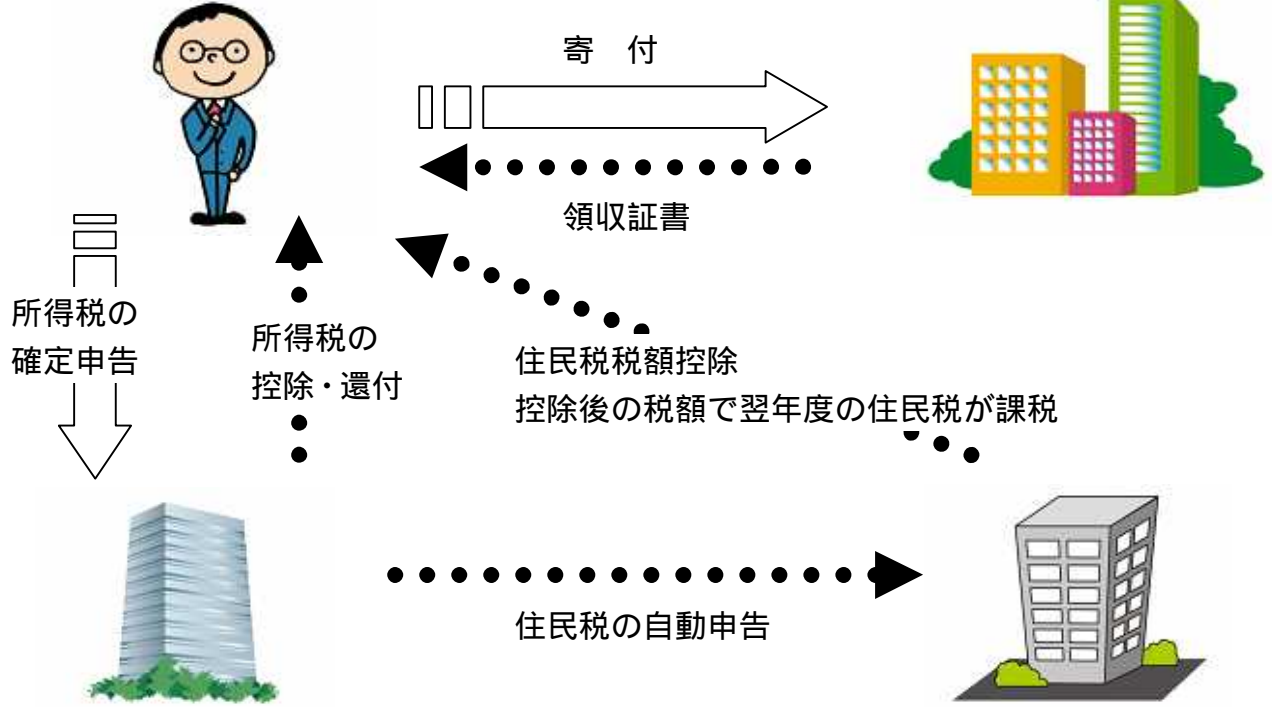 寄　付
領収証書
所得税の
確定申告
所得税の
控除・還付
住民税税額控除
控除後の税額で翌年度の住民税が課税
住民税の自動申告